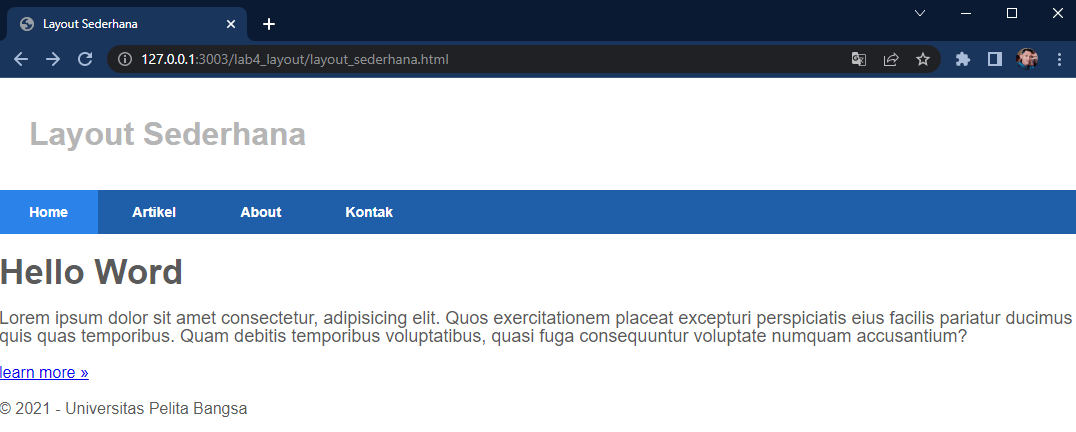 Layout Sederhana
127.0.0.1:3003/lab4_layout/layout_sederhana.html
Layout Sederhana
Home Artikel About Kontak
Hello Word
Lorem ipsum dolor sit amet consectetur, adipisicing elit. Quos exercitationem placeat excepturi perspiciatis eius facilis pariatur ducimus
quis quas temporibus. Quam debitis temporibus voluptatibus, quasi fuga consequuntur voluptate numquam accusantium?
learn more »
© 2021 - Universitas Pelita Bangsa